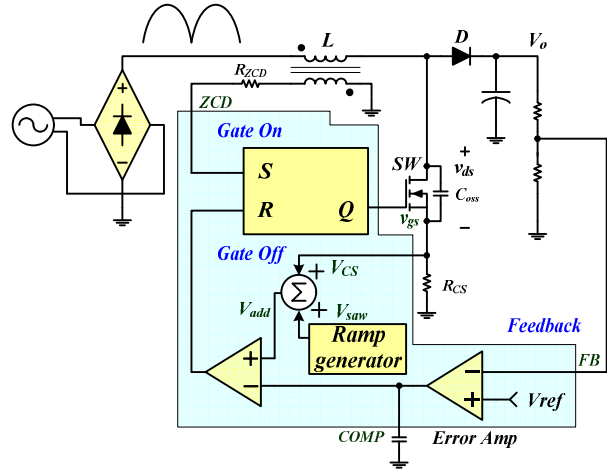 L
D
Vo
RZCD
ZCD
Gate On
S
R
Q
SW
+
vds
Coss
vgs
−
Gate Off
VCS
+
Σ
+
RCS
Vadd
Vsaw
Ramp
generator
Feedback
FB
+
−
−
+
Vref
COMP
Error Amp
+
−